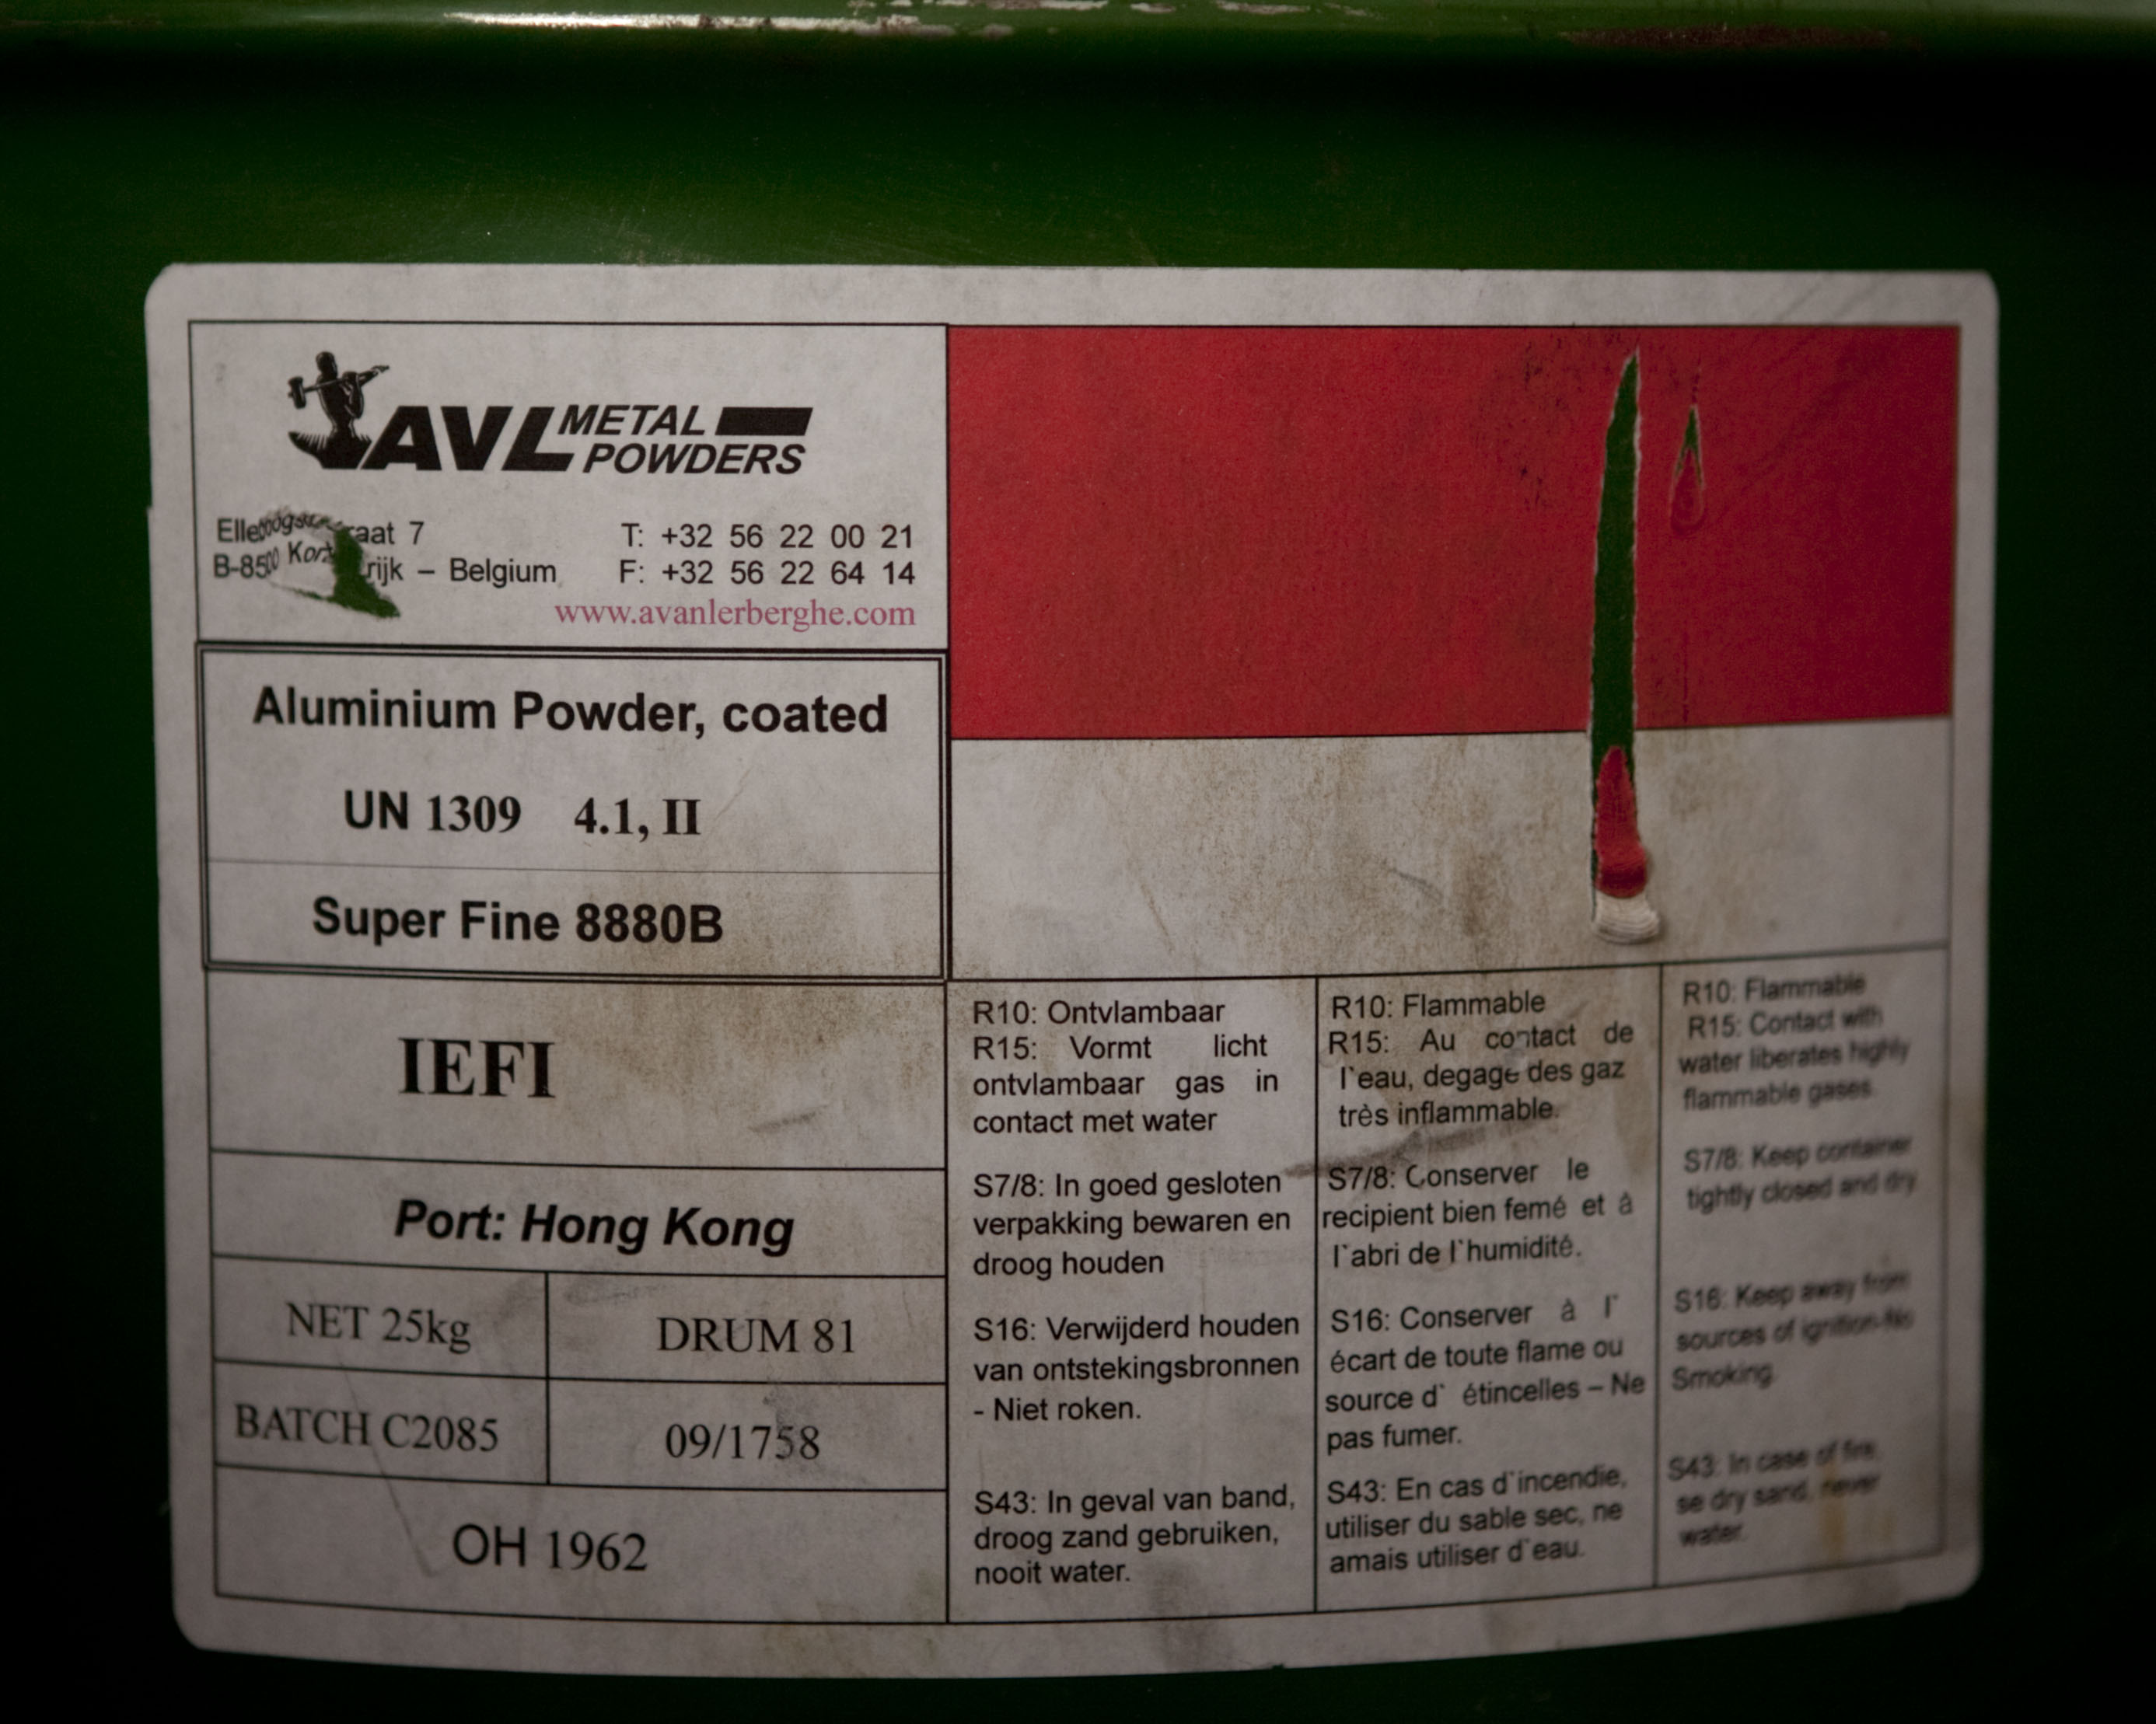 AVL METAL
POWDERS
Elleboogstraat 7
B-8500 Kortrijk – Belgium
T: +32 56 22 00 21
F: +32 56 22 64 14
www.avanlerberghe.com
Aluminium Powder, coated
UN 1309 4.1, II
Super Fine 8880B
IEFI
Port: Hong Kong
NET 25kg
DRUM 81
BATCH C2085
09/1758
OH 1962
R10: Ontvlambaar
R15: Vormt licht
ontvlambaar gas in
contact met water
S7/8: In goed gesloten
verpakking bewaren en
droog houden
S16: Verwijderd houden
van ontstekingsbronnen
- Niet roken.
S43: In geval van band,
droog zand gebruiken,
nooit water.
R10: Flammable
R15: Au contact de
l`eau, degage des gaz
très inflammable.
S7/8: Conserver le
recipient bien femé et à
l`abri de l`humidité.
S16: Conserver à l`
écart de toute flame ou
source d` étincelles – Ne
pas fumer.
S43: En cas d`incendie,
utiliser du sable sec, ne
amais utiliser d`eau.
R10: Flammable
R15: Contact with
water liberates highly
flammable gases.
S7/8: Keep container
tightly closed and dry
S16: Keep away from
sources of ignition-No
Smoking.
S43: In case of fire,
se dry sand, never
water.